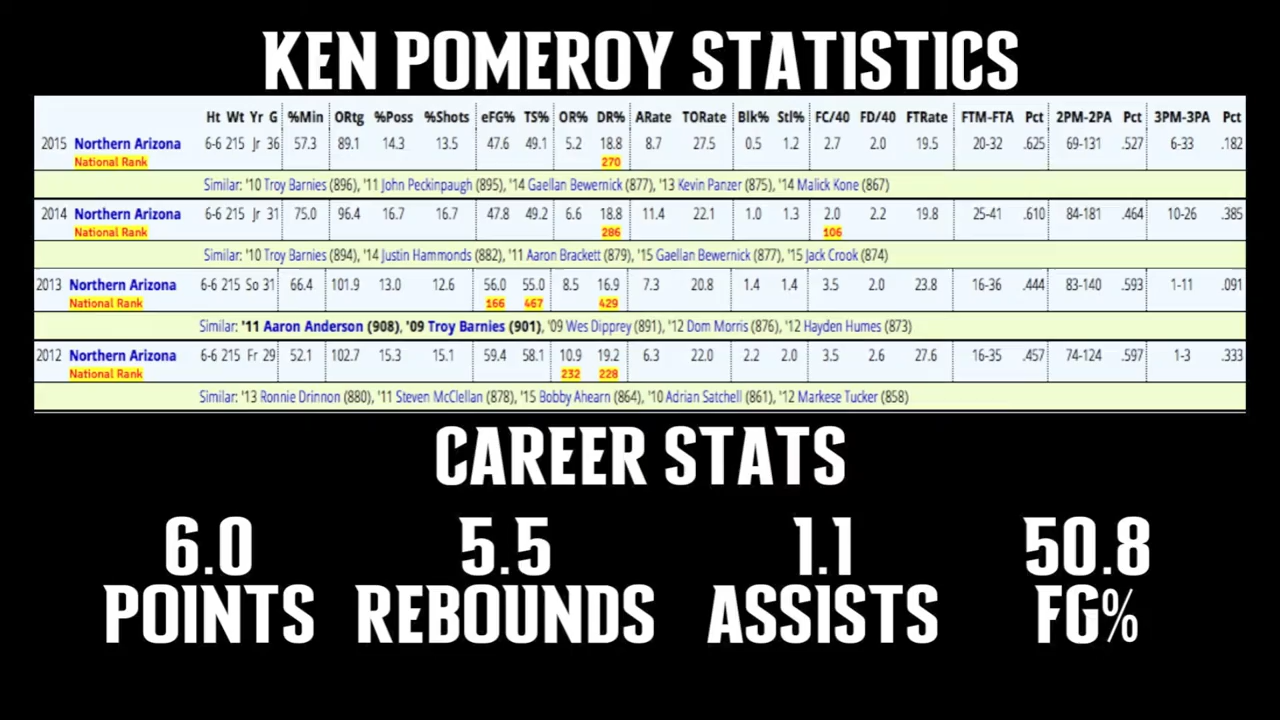 KEN POMEROY STATISTICS
Ht Wt Yr G %Min ORtg %Poss %Shots eFG% TS% OR% DR% ARate TORate Blk% Stl% FC/40 FD/40 FTRate FTM-FTA Pct 2PM-2PA Pct 3PM-3PA Pct
2015 Northern Arizona 6-6 215 Jr 36 57.3 89.1 14.3 13.5 47.6 49.1 5.2 18.8 8.7 27.5 0.5 1.2 2.7 2.0 19.5 20-32 .625 69-131 .527 6-33 .182
National Rank 270
Similar: '10 Troy Barnies (896), '11 John Peckinpaugh (895), '14 Gaellan Bewernick (877), '13 Kevin Panzer (875), '14 Malick Kone (867)
2014 Northern Arizona 6-6 215 Jr 31 75.0 96.4 16.7 16.7 47.8 49.2 6.6 18.8 11.4 22.1 1.0 1.3 2.0 2.2 19.8 25-41 .610 84-181 .464 10-26 .385
National Rank 286 106
Similar: '10 Troy Barnies (894), '14 Justin Hammonds (882), '11 Aaron Brackett (879), '15 Gaellan Bewernick (877), '15 Jack Crook (874)
2013 Northern Arizona 6-6 215 So 31 66.4 101.9 13.0 12.6 56.0 55.0 8.5 16.9 7.3 20.8 1.4 1.4 3.5 2.0 23.8 16-36 .444 83-140 .593 1-11 .091
National Rank 166 467 429
Similar: '11 Aaron Anderson (908), '09 Troy Barnies (901), '09 Wes Dipprey (891), '12 Dom Morris (876), '12 Hayden Humes (873)
2012 Northern Arizona 6-6 215 Fr 29 52.1 102.7 15.3 15.1 59.4 58.1 10.9 19.2 6.3 22.0 2.2 2.0 3.5 2.6 27.6 16-35 .457 74-124 .597 1-3 .333
National Rank 232 228
Similar: '13 Ronnie Drinnon (880), '11 Steven McClellan (878), '15 Bobby Ahearn (864), '10 Adrian Satchell (861), '12 Markese Tucker (858)
CAREER STATS
6.0 5.5 1.1 50.8
POINTS REBOUNDS ASSISTS FG%